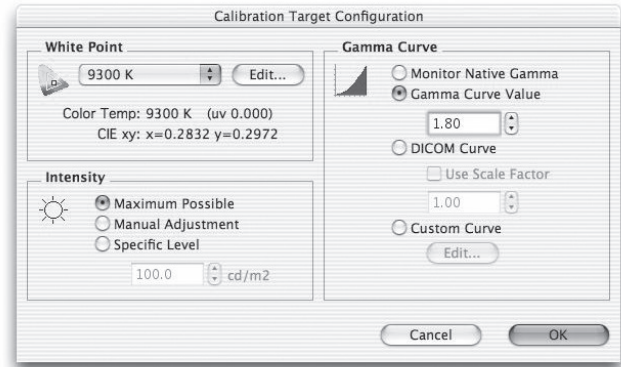 Calibration Target Configuration
White Point
9300 K
Edit...
Color Temp: 9300 K (uv 0.000)
CIE xy: x=0.2832 y=0.2972
Intensity
Maximum Possible
Manual Adjustment
Specific Level
100.0 cd/m2
Gamma Curve
Monitor Native Gamma
Gamma Curve Value
1.80
DICOM Curve
Use Scale Factor
1.00
Custom Curve
Edit...
Cancel
OK